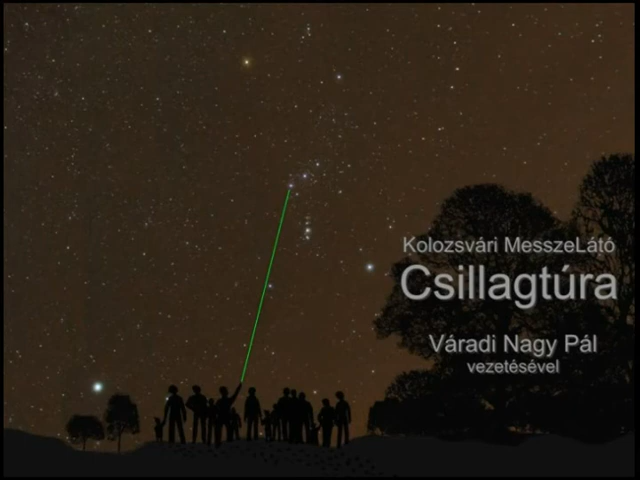 Kolozsvári MesszeLátó
Csillagtúra
Váradi Nagy Pál
vezetésével